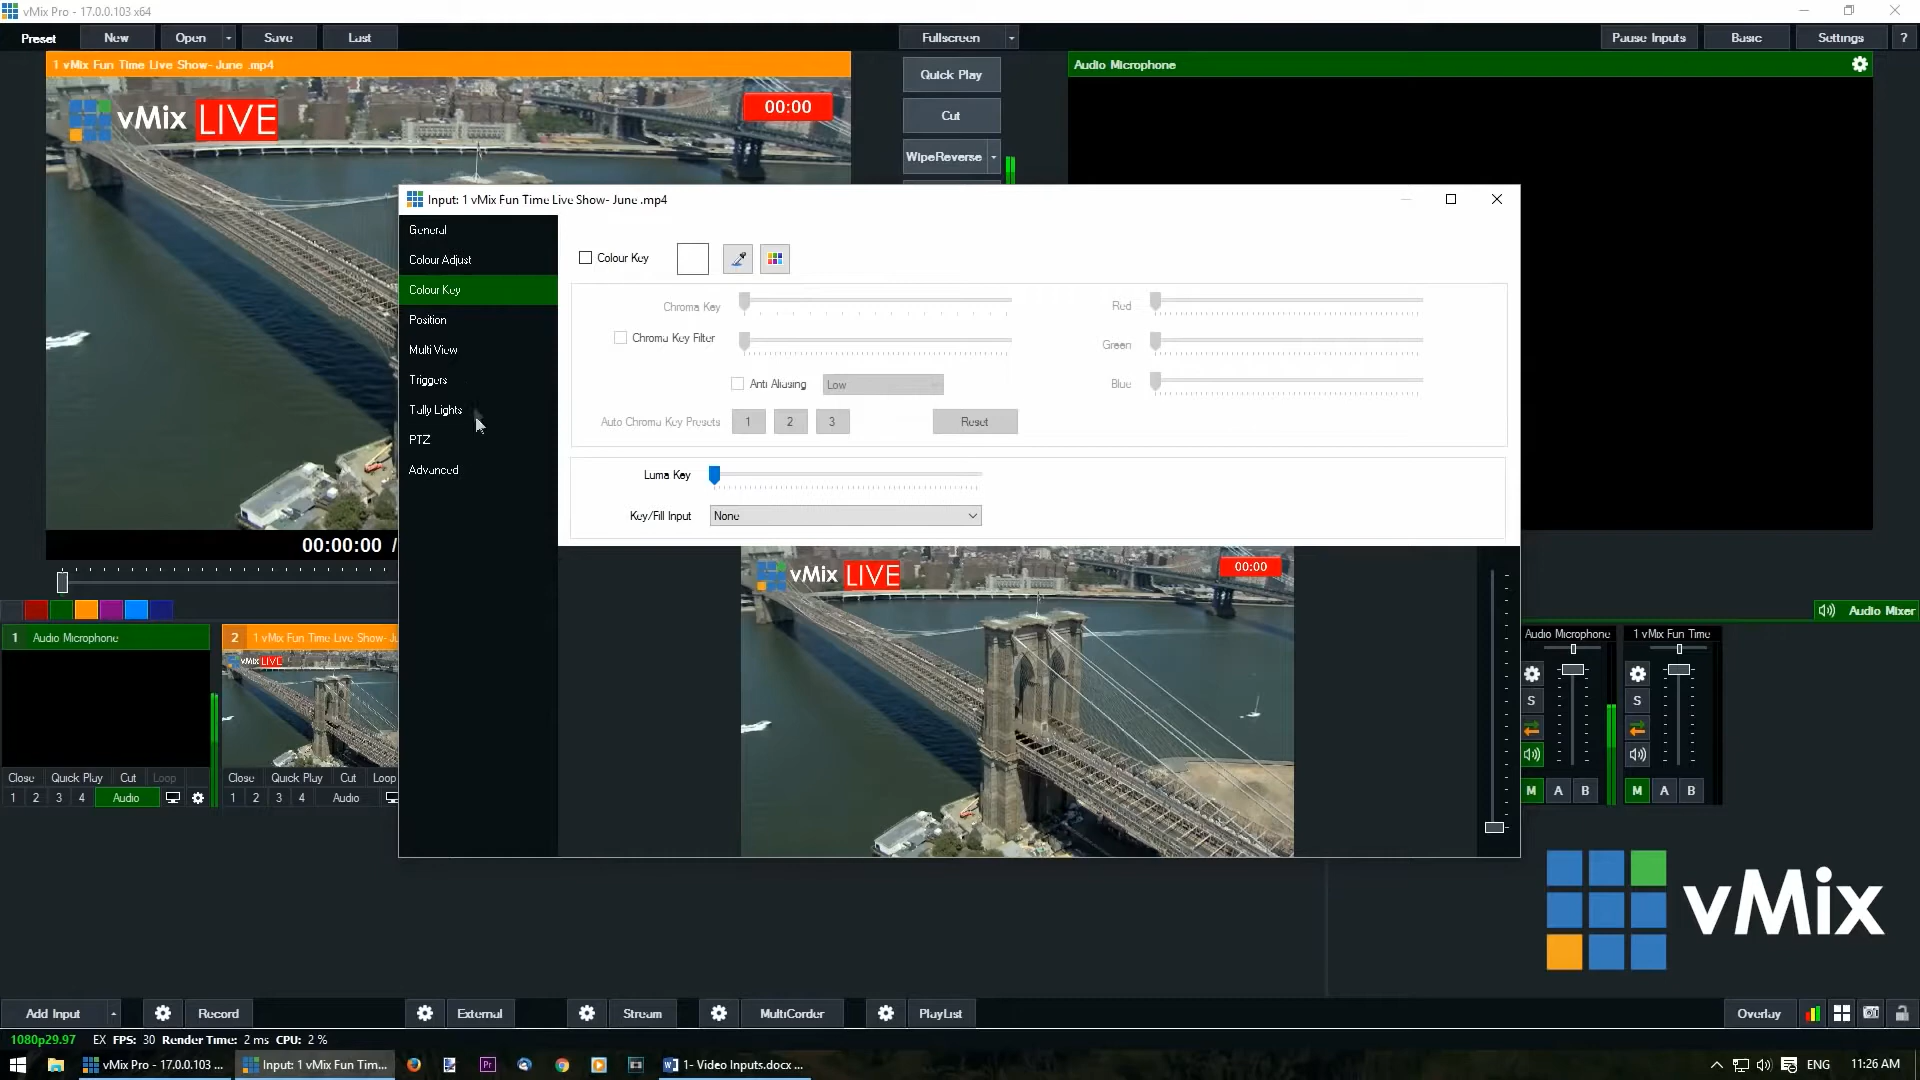 vMix Pro - 17.0.0.103 x64
Preset
New
Open
Save
Last
Fullscreen
Pause Inputs
Basic
Settings
?
1 vMix Fun Time Live Show- June .mp4
vMix LIVE
00:00
Quick Play
Cut
WipeReverse
Audio Microphone
Input: 1 vMix Fun Time Live Show- June .mp4
General
Colour Adjust
Colour Key
Position
Multi View
Triggers
Tally Lights
PTZ
Advanced
Colour Key
Chroma Key
Chroma Key Filter
Anti Aliasing
Low
Auto Chroma Key Presets
1
2
3
Reset
Red
Green
Blue
Luma Key
Key/Fill Input
None
vMix LIVE
00:00
00:00:00 /
1 Audio Microphone
Close
Quick Play
Cut
Loop
1
2
3
4
Audio
2 1 vMix Fun Time Live Show- Ju
vMix LIVE
Close
Quick Play
Cut
Loop
1
2
3
4
Audio
Audio Mixer
Audio Microphone
S
M
A
B
1 vMix Fun Time
S
M
A
B
vMix
Add Input
Record
External
Stream
MultiCorder
PlayList
Overlay
1080p29.97 EX FPS: 30 Render Time: 2 ms CPU: 2 %
vMix Pro - 17.0.0.103 ...
Input: 1 vMix Fun Tim...
Pr
1- Video Inputs.docx ...
ENG
11:26 AM